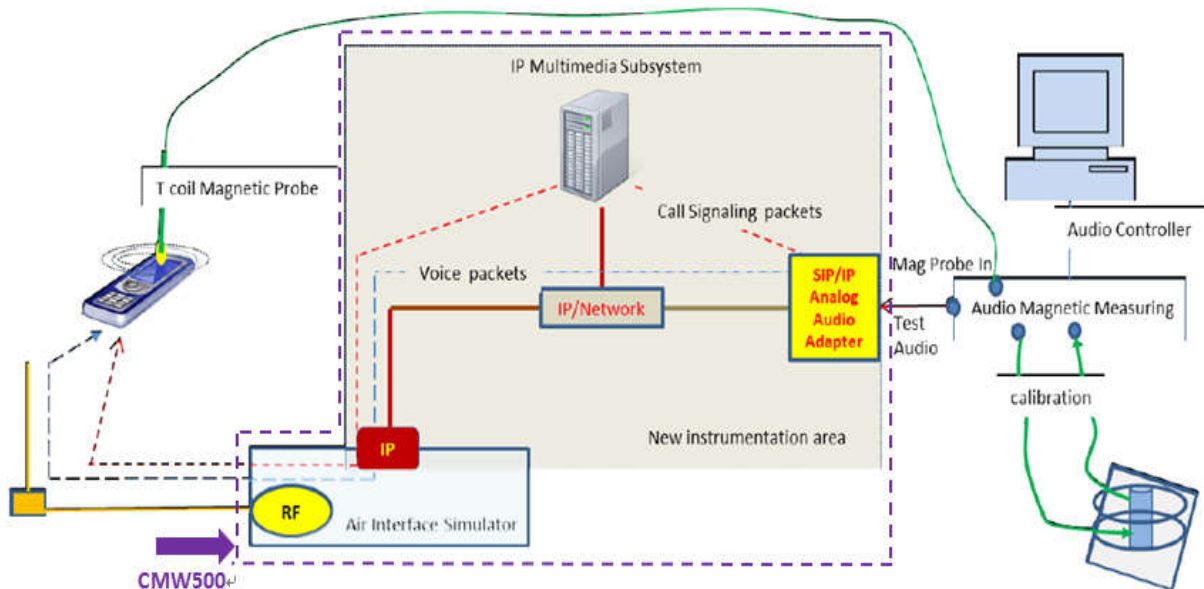 IP Multimedia Subsystem
T coil Magnetic Probe
Call Signaling packets
Audio Controller
Mag Probe In
Voice packets
SIP/IP
Analog
Audio
Adapter
IP/Network
Audio Magnetic Measuring
Test
Audio
calibration
New instrumentation area
IP
RF
Air Interface Simulator
CMW500